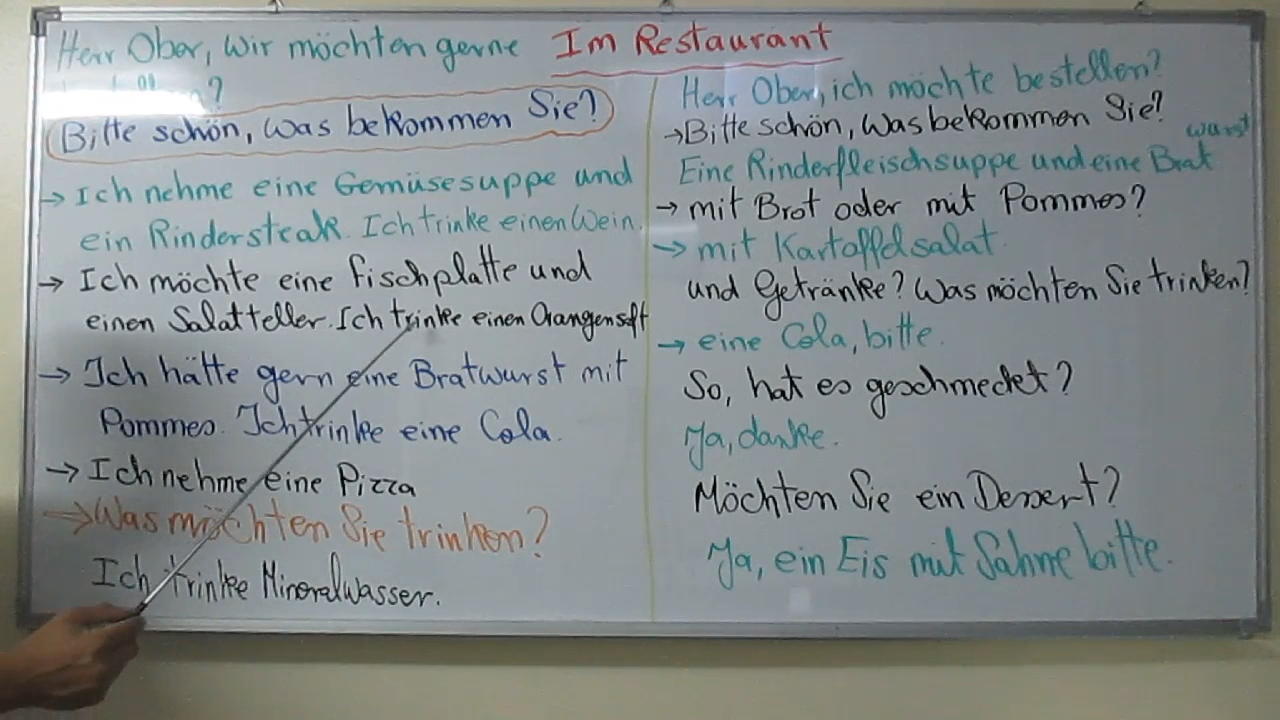 Im Restaurant
Herr Ober, wir möchten gerne
Bitte schön, Was bekommen Sie?
→ Ich nehme eine Gemüsesuppe und
ein Rindersteak. Ich trinke einen Wein.
→ Ich möchte eine Fischplatte und
einen Salatteller. Ich trinke einen Orangensaft
→ Ich hätte gern eine Bratwurst mit
Pommes. Ich trinke eine Cola.
→ Ich nehme eine Pizza
→ Was möchten Sie trinken?
Ich trinke Mineralwasser.
Herr Ober, ich möchte bestellen?
→ Bitte schön, Was bekommen Sie?
wurst
Eine Rinderfleischsuppe und eine Brat
→ mit Brot oder mit Pommes?
→ mit Kartoffelsalat.
und Getränke? Was möchten Sie trinken?
→ eine Cola, bitte.
So, hat es geschmeckt?
Ja, danke.
Möchten Sie ein Dessert?
Ja, ein Eis mit Sahne bitte.